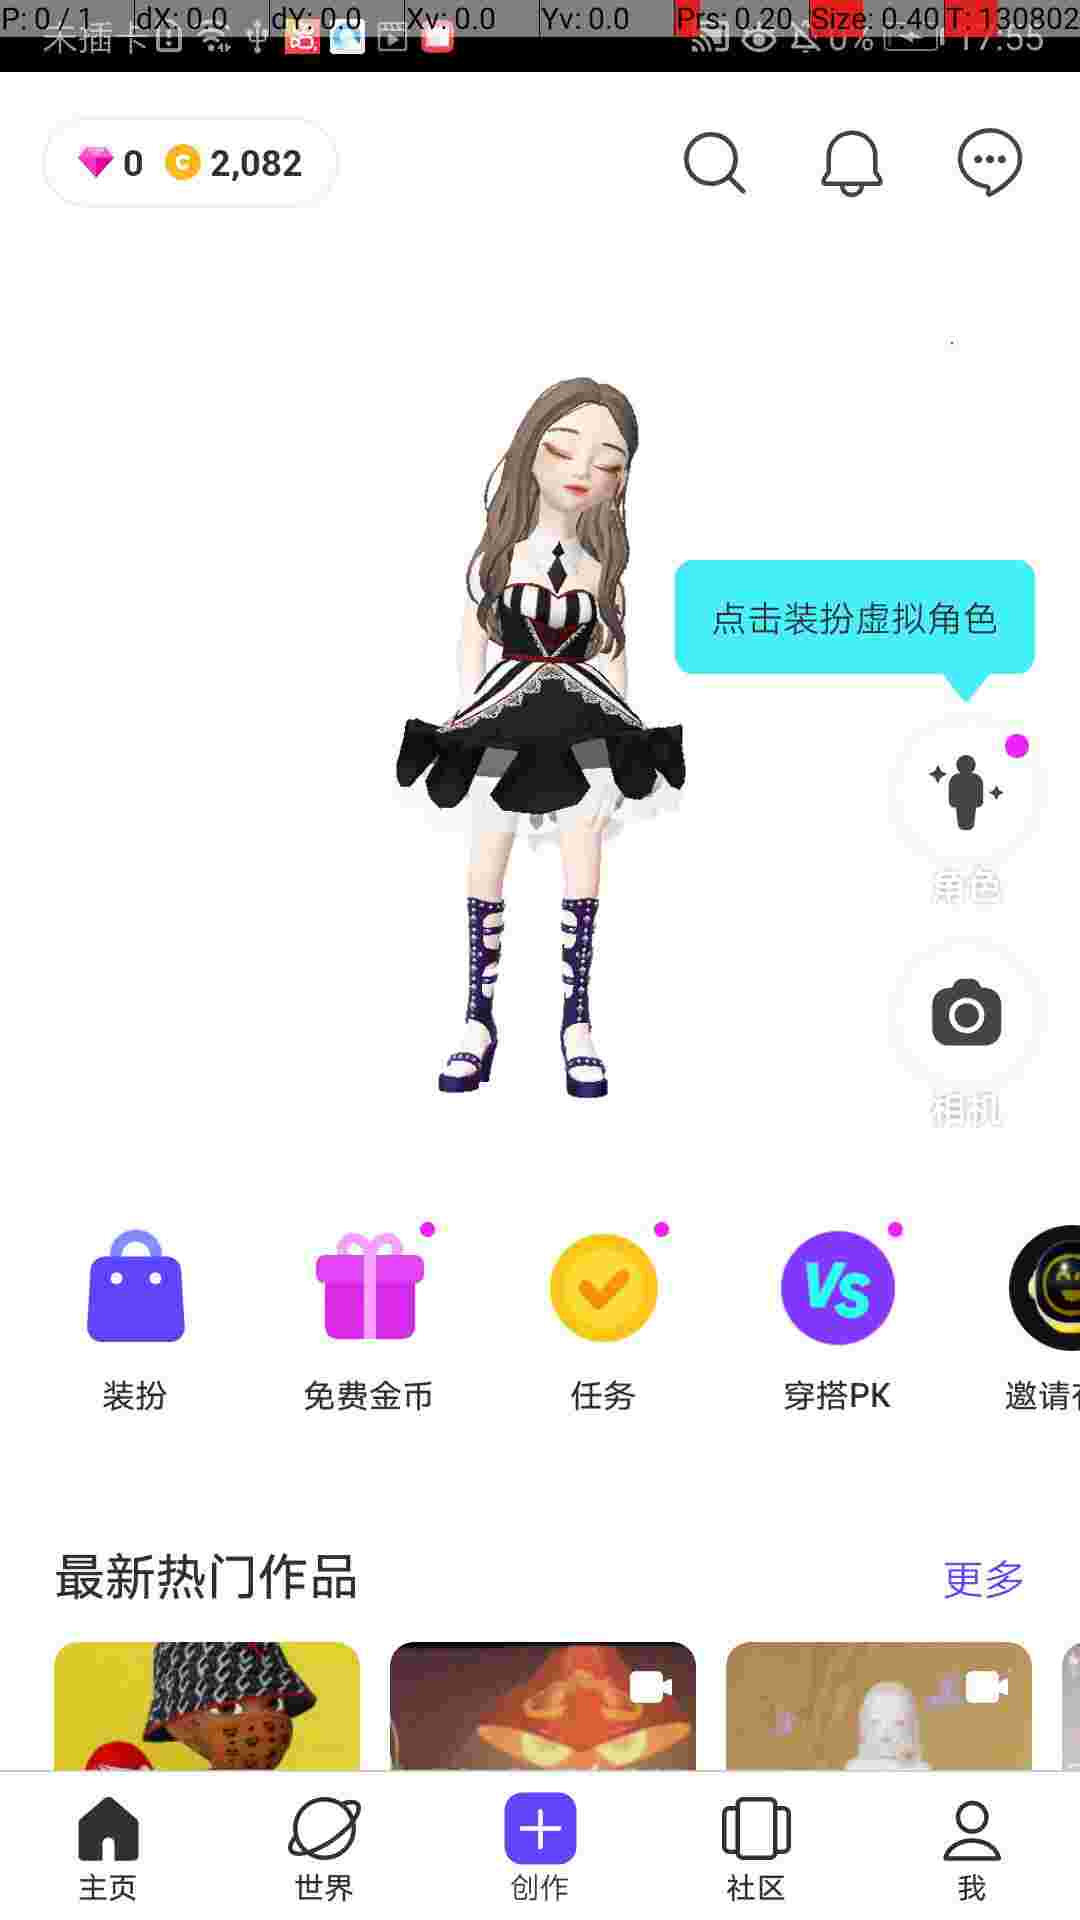 P: 0 / 1 dX: 0.0 dY: 0.0 Xv: 0.0 Yv: 0.0 Prs: 0.20 Size: 0.40 T: 130802
未插卡 0% 17:55
0 2,082
点击装扮虚拟角色
角色
相机
VS
装扮 免费金币 任务 穿搭PK 邀请
最新热门作品 更多
主页 世界 创作 社区 我